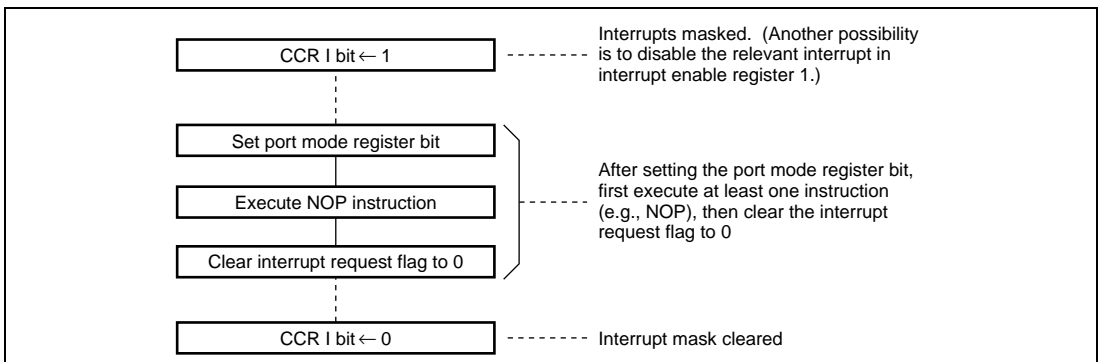 CCR I bit ← 1
Interrupts masked. (Another possibility
is to disable the relevant interrupt in
interrupt enable register 1.)
Set port mode register bit
Execute NOP instruction
Clear interrupt request flag to 0
After setting the port mode register bit,
first execute at least one instruction
(e.g., NOP), then clear the interrupt
request flag to 0
CCR I bit ← 0
Interrupt mask cleared